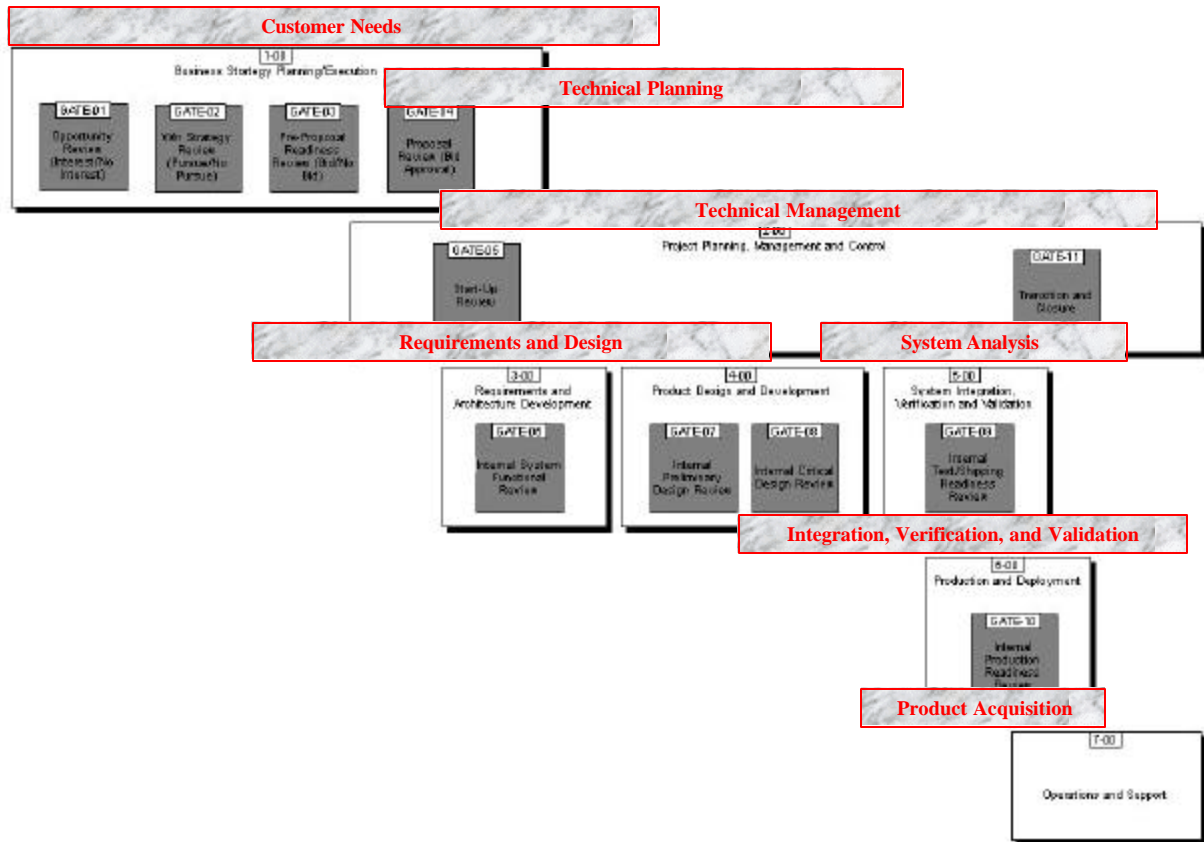 Customer Needs
1-00
Business Strategy Planning/Execution
Technical Planning
GATE-01
GATE-02
GATE-03
GATE-04
Opportunity
Review
(Interest/No
Interest)
Win Strategy
Review
(Pursue/No
Pursue)
Pre-Proposal
Readiness
Review (Bid/No
Bid)
Proposal
Review (Bid
Approval)
Technical Management
2-00
Project Planning, Management and Control
GATE-05
Start-Up
Review
GATE-11
Transition and
Closure
Requirements and Design
System Analysis
3-00
Requirements and
Architecture Development
GATE-06
Internal System
Functional
Review
4-00
Product Design and Development
GATE-07
Internal
Preliminary
Design Review
GATE-08
Internal Critical
Design Review
5-00
System Integration,
Verification and Validation
GATE-09
Internal
Test/Shipping
Readiness
Review
Integration, Verification, and Validation
6-00
Production and Deployment
GATE-10
Internal
Production
Readiness
Review
Product Acquisition
7-00
Operations and Support